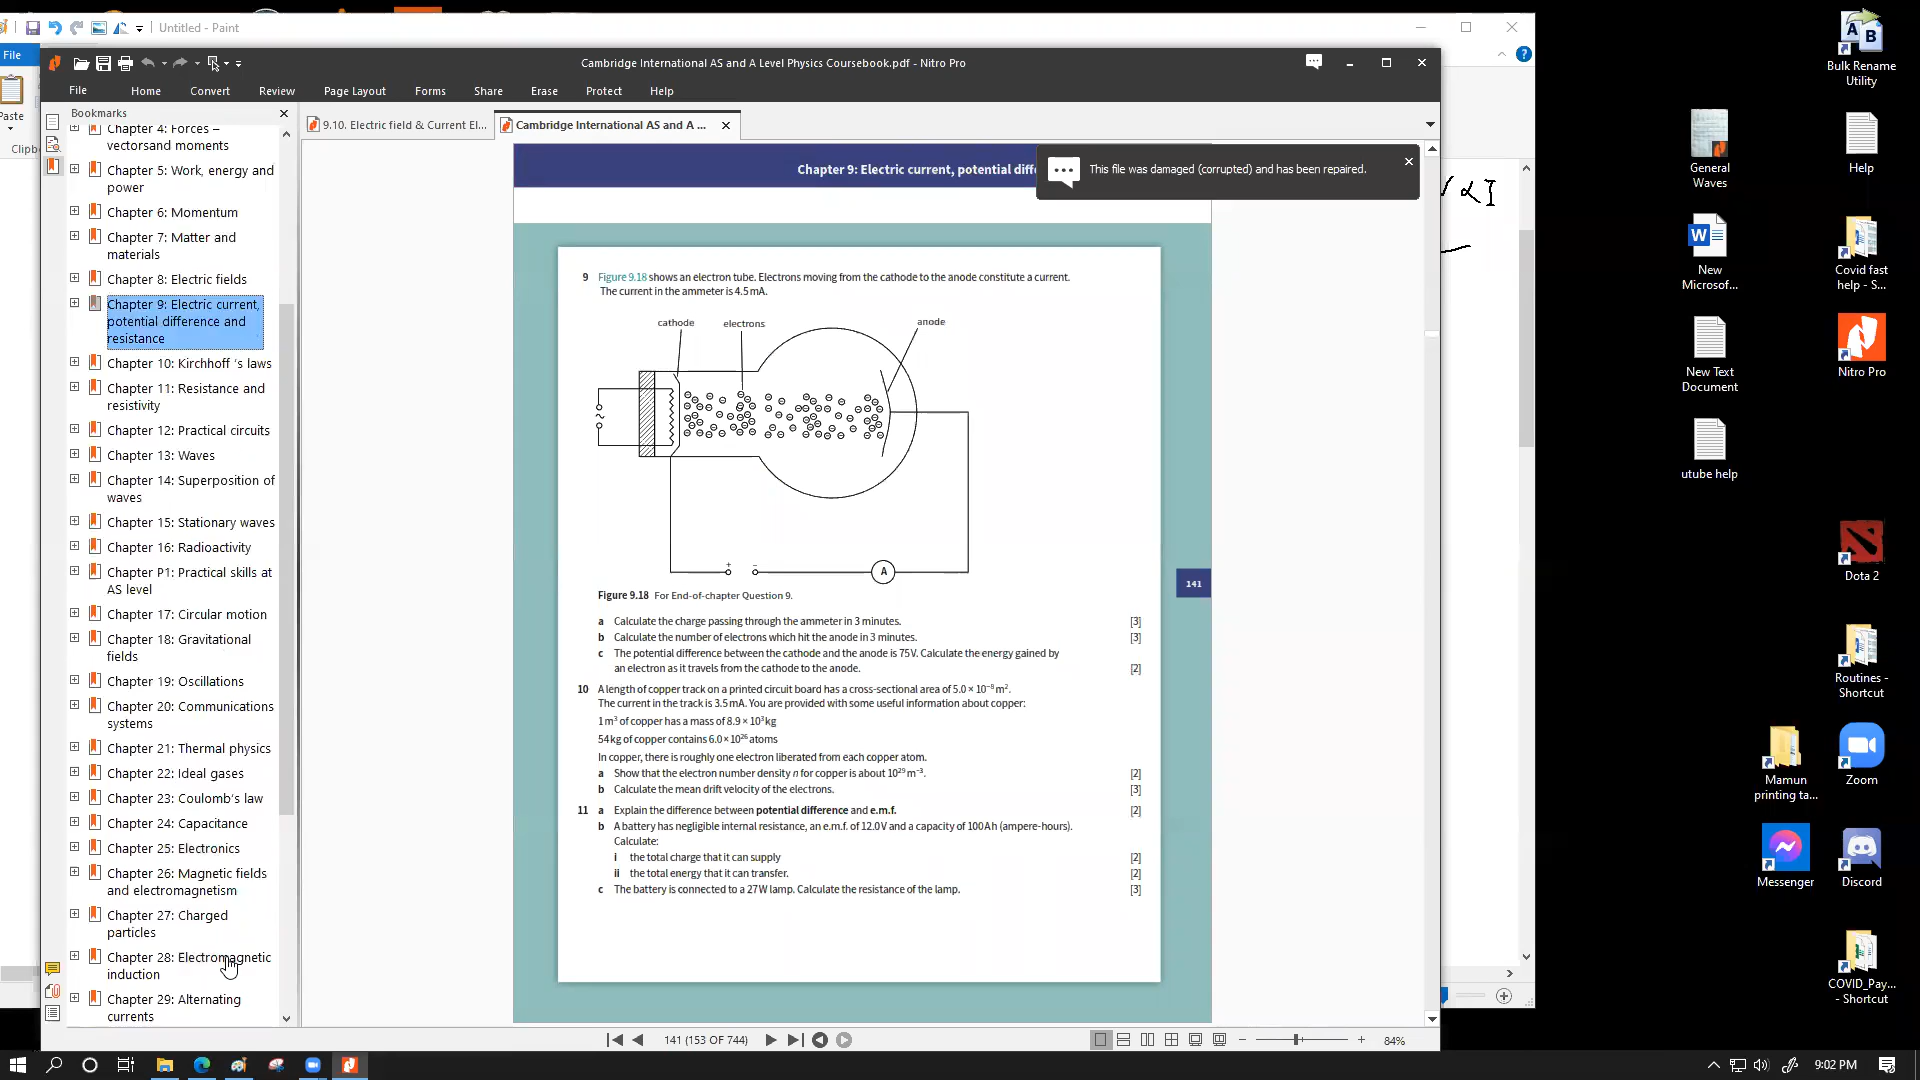 Untitled - Paint
File
Paste
Clipb
Cambridge International AS and A Level Physics Coursebook.pdf - Nitro Pro
File Home Convert Review Page Layout Forms Share Erase Protect Help
Bookmarks
9.10. Electric field & Current El...
Cambridge International AS and A ...
This file was damaged (corrupted) and has been repaired.
Chapter 4: Forces –
vectorsand moments
Chapter 5: Work, energy and
power
Chapter 6: Momentum
Chapter 7: Matter and
materials
Chapter 8: Electric fields
Chapter 9: Electric current,
potential difference and
resistance
Chapter 10: Kirchhoff 's laws
Chapter 11: Resistance and
resistivity
Chapter 12: Practical circuits
Chapter 13: Waves
Chapter 14: Superposition of
waves
Chapter 15: Stationary waves
Chapter 16: Radioactivity
Chapter P1: Practical skills at
AS level
Chapter 17: Circular motion
Chapter 18: Gravitational
fields
Chapter 19: Oscillations
Chapter 20: Communications
systems
Chapter 21: Thermal physics
Chapter 22: Ideal gases
Chapter 23: Coulomb's law
Chapter 24: Capacitance
Chapter 25: Electronics
Chapter 26: Magnetic fields
and electromagnetism
Chapter 27: Charged
particles
Chapter 28: Electromagnetic
induction
Chapter 29: Alternating
currents
Chapter 9: Electric current, potential diffe
9 Figure 9.18 shows an electron tube. Electrons moving from the cathode to the anode constitute a current.
The current in the ammeter is 4.5 mA.
cathode electrons anode
+ −
A
Figure 9.18 For End-of-chapter Question 9.
141
a Calculate the charge passing through the ammeter in 3 minutes. [3]
b Calculate the number of electrons which hit the anode in 3 minutes. [3]
c The potential difference between the cathode and the anode is 75 V. Calculate the energy gained by
an electron as it travels from the cathode to the anode. [2]
10 A length of copper track on a printed circuit board has a cross-sectional area of 5.0 × 10⁻⁸ m².
The current in the track is 3.5 mA. You are provided with some useful information about copper:
1 m³ of copper has a mass of 8.9 × 10³ kg
54 kg of copper contains 6.0 × 10²⁶ atoms
In copper, there is roughly one electron liberated from each copper atom.
a Show that the electron number density n for copper is about 10²⁹ m⁻³. [2]
b Calculate the mean drift velocity of the electrons. [3]
11 a Explain the difference between potential difference and e.m.f. [2]
b A battery has negligible internal resistance, an e.m.f. of 12.0 V and a capacity of 100 A h (ampere-hours).
Calculate:
i the total charge that it can supply [2]
ii the total energy that it can transfer. [2]
c The battery is connected to a 27 W lamp. Calculate the resistance of the lamp. [3]
141 (153 OF 744)
84%
V α I
Bulk Rename
Utility
General
Waves
Help
New
Microsof...
Covid fast
help - S...
New Text
Document
Nitro Pro
utube help
Dota 2
Routines -
Shortcut
Mamun
printing ta...
Zoom
Messenger
Discord
COVID_Pay...
- Shortcut
9:02 PM